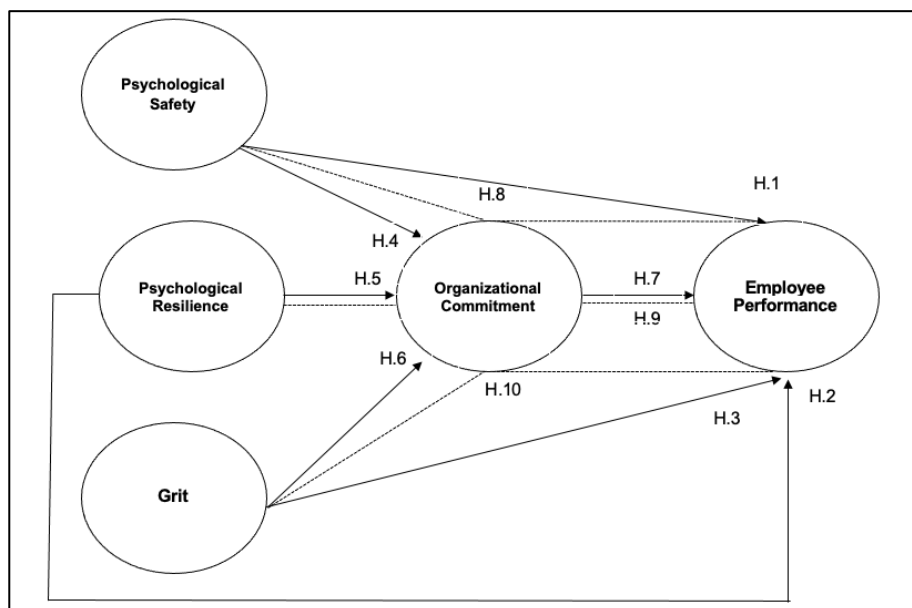 Psychological
Safety
H.1
H.8
H.4
Psychological
Resilience
H.5
Organizational
Commitment
H.7
H.9
Employee
Performance
H.6
H.10
H.2
H.3
Grit